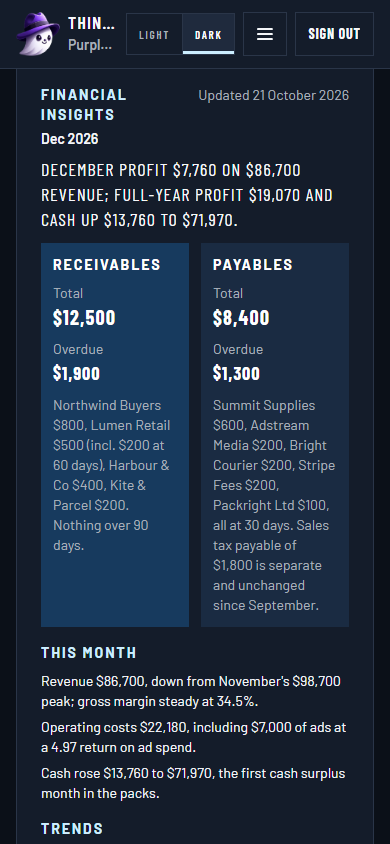 THIN...
Purpl...
LIGHT
DARK
SIGN OUT
FINANCIAL
INSIGHTS
Updated 21 October 2026
Dec 2026
DECEMBER PROFIT $7,760 ON $86,700
REVENUE; FULL-YEAR PROFIT $19,070 AND
CASH UP $13,760 TO $71,970.
RECEIVABLES
Total
$12,500
Overdue
$1,900
Northwind Buyers
$800, Lumen Retail
$500 (incl. $200 at
60 days), Harbour &
Co $400, Kite &
Parcel $200.
Nothing over 90
days.
PAYABLES
Total
$8,400
Overdue
$1,300
Summit Supplies
$600, Adstream
Media $200, Bright
Courier $200, Stripe
Fees $200,
Packright Ltd $100,
all at 30 days. Sales
tax payable of
$1,800 is separate
and unchanged
since September.
THIS MONTH
Revenue $86,700, down from November's $98,700
peak; gross margin steady at 34.5%.
Operating costs $22,180, including $7,000 of ads at
a 4.97 return on ad spend.
Cash rose $13,760 to $71,970, the first cash surplus
month in the packs.
TRENDS